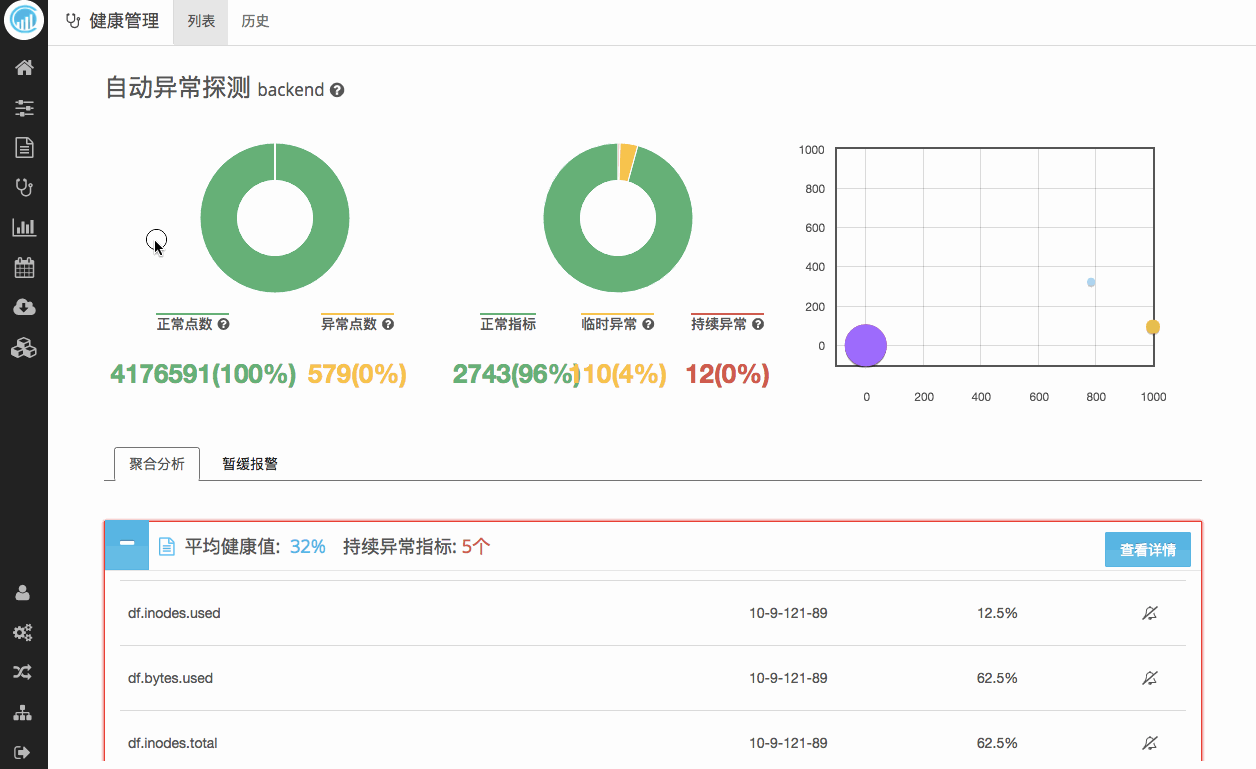 健康管理 列表 历史
自动异常探测 backend
正常点数 异常点数
4176591(100%) 579(0%)
正常指标 临时异常 持续异常
2743(96%) 110(4%) 12(0%)
1000
800
600
400
200
0
0 200 400 600 800 1000
聚合分析 暂缓报警
平均健康值: 32% 持续异常指标: 5个 查看详情
df.inodes.used 10-9-121-89 12.5%
df.bytes.used 10-9-121-89 62.5%
df.inodes.total 10-9-121-89 62.5%